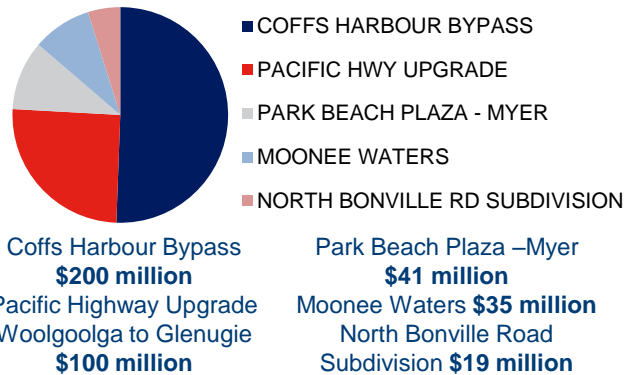 COFFS HARBOUR BYPASS
PACIFIC HWY UPGRADE
PARK BEACH PLAZA - MYER
MOONEE WATERS
NORTH BONVILLE RD SUBDIVISION
Coffs Harbour Bypass
$200 million
Pacific Highway Upgrade
Woolgoolga to Glenugie
$100 million
Park Beach Plaza –Myer
$41 million
Moonee Waters $35 million
North Bonville Road
Subdivision $19 million